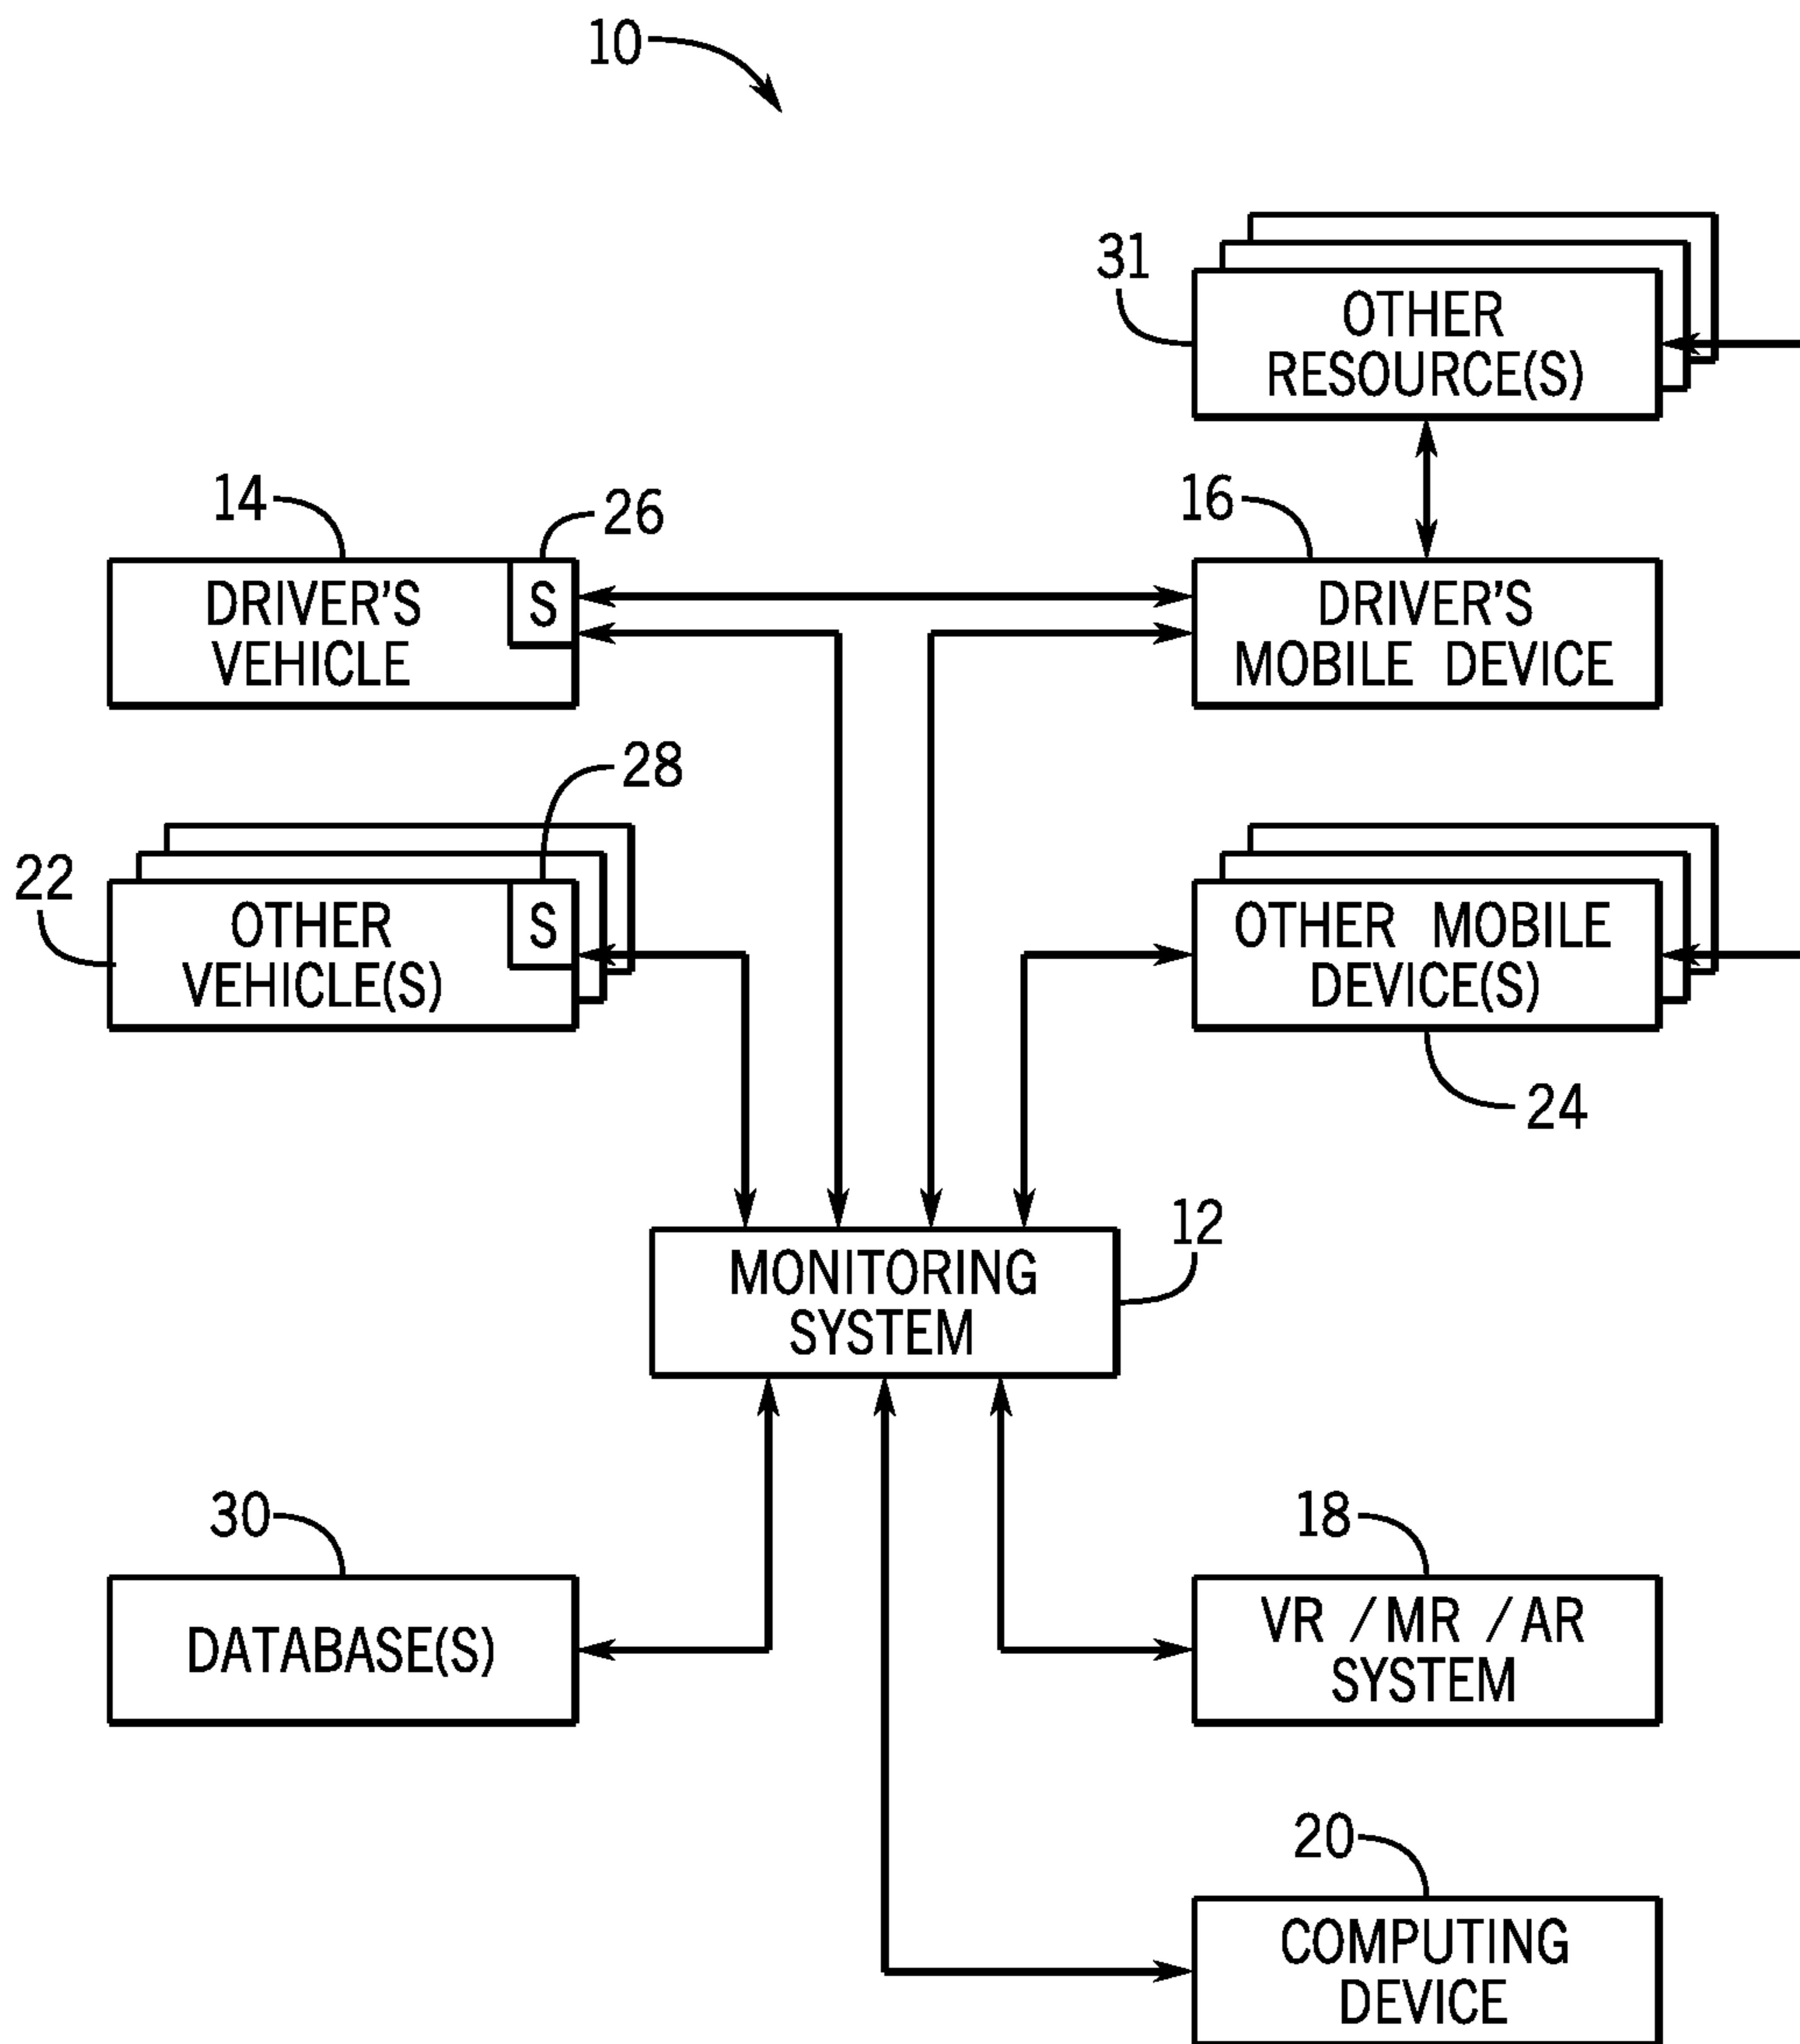 10
31
OTHER
RESOURCE(S)
14
26
16
DRIVER'S
VEHICLE
S
DRIVER'S
MOBILE DEVICE
28
22
OTHER
VEHICLE(S)
S
OTHER MOBILE
DEVICE(S)
24
12
MONITORING
SYSTEM
30
18
DATABASE(S)
VR / MR / AR
SYSTEM
20
COMPUTING
DEVICE